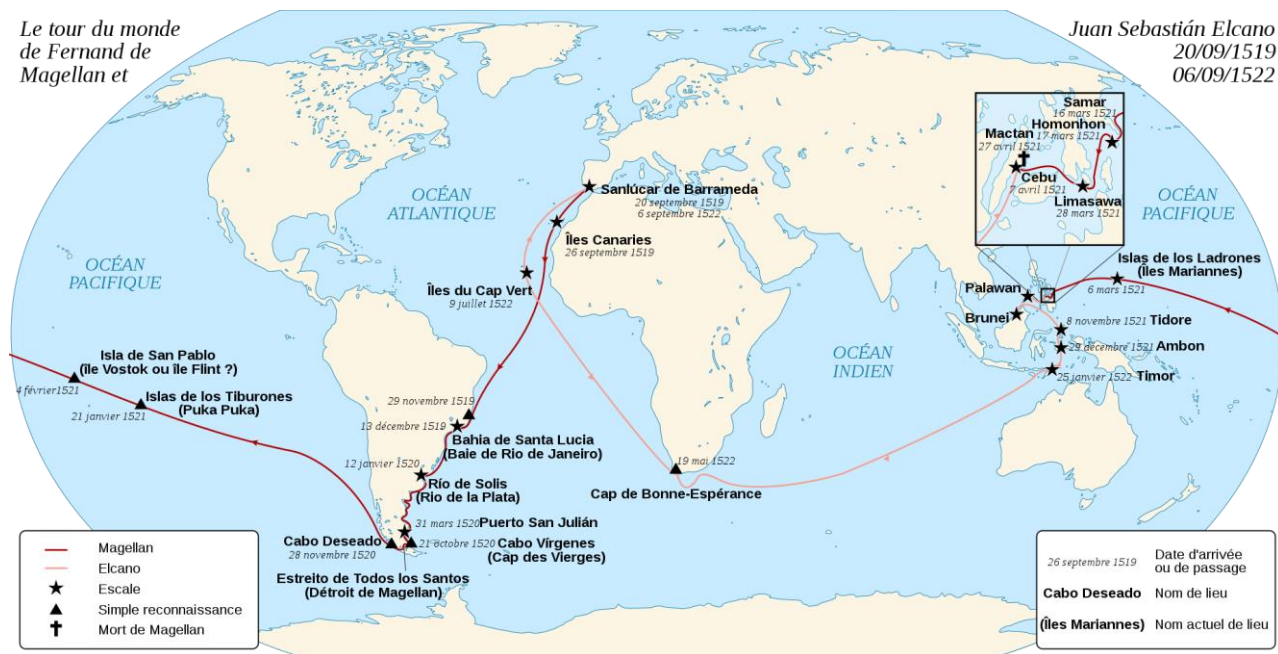 Le tour du monde
de Fernand de
Magellan et
Juan Sebastián Elcano
20/09/1519
06/09/1522
Samar
16 mars 1521
Homonhon
17 mars 1521
Mactan
27 avril 1521
Cebu
7 avril 1521
Limasawa
28 mars 1521
OCÉAN
ATLANTIQUE
Sanlúcar de Barrameda
20 septembre 1519
6 septembre 1522
OCÉAN
PACIFIQUE
Îles Canaries
26 septembre 1519
OCÉAN
PACIFIQUE
Îles du Cap Vert
9 juillet 1522
Islas de los Ladrones
(Îles Mariannes)
6 mars 1521
Palawan
Brunei
8 novembre 1521 Tidore
29 décembre 1521 Ambon
25 janvier 1522 Timor
OCÉAN
INDIEN
Isla de San Pablo
(île Vostok ou île Flint ?)
4 février1521
Islas de los Tiburones
(Puka Puka)
21 janvier 1521
29 novembre 1519
13 décembre 1519
Bahia de Santa Lucia
(Baie de Rio de Janeiro)
12 janvier 1520
Río de Solis
(Rio de la Plata)
19 mai 1522
Cap de Bonne-Espérance
31 mars 1520 Puerto San Julián
Cabo Deseado
28 novembre 1520
21 octobre 1520 Cabo Vírgenes
(Cap des Vierges)
Estreito de Todos los Santos
(Détroit de Magellan)
Magellan
Elcano
Escale
Simple reconnaissance
Mort de Magellan
26 septembre 1519 Date d'arrivée
ou de passage
Cabo Deseado Nom de lieu
(Îles Mariannes) Nom actuel de lieu